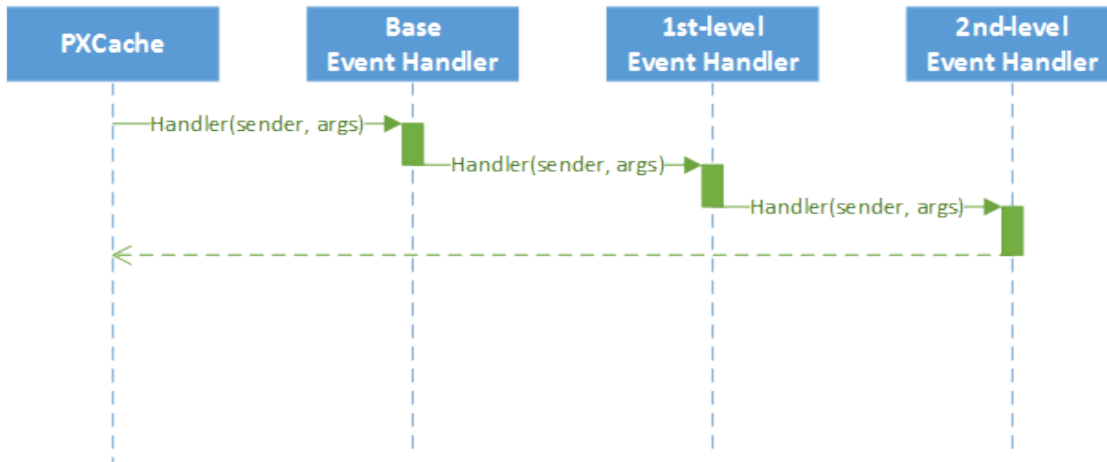 PXCache
Base
Event Handler
1st-level
Event Handler
2nd-level
Event Handler
Handler(sender, args)
Handler(sender, args)
Handler(sender, args)